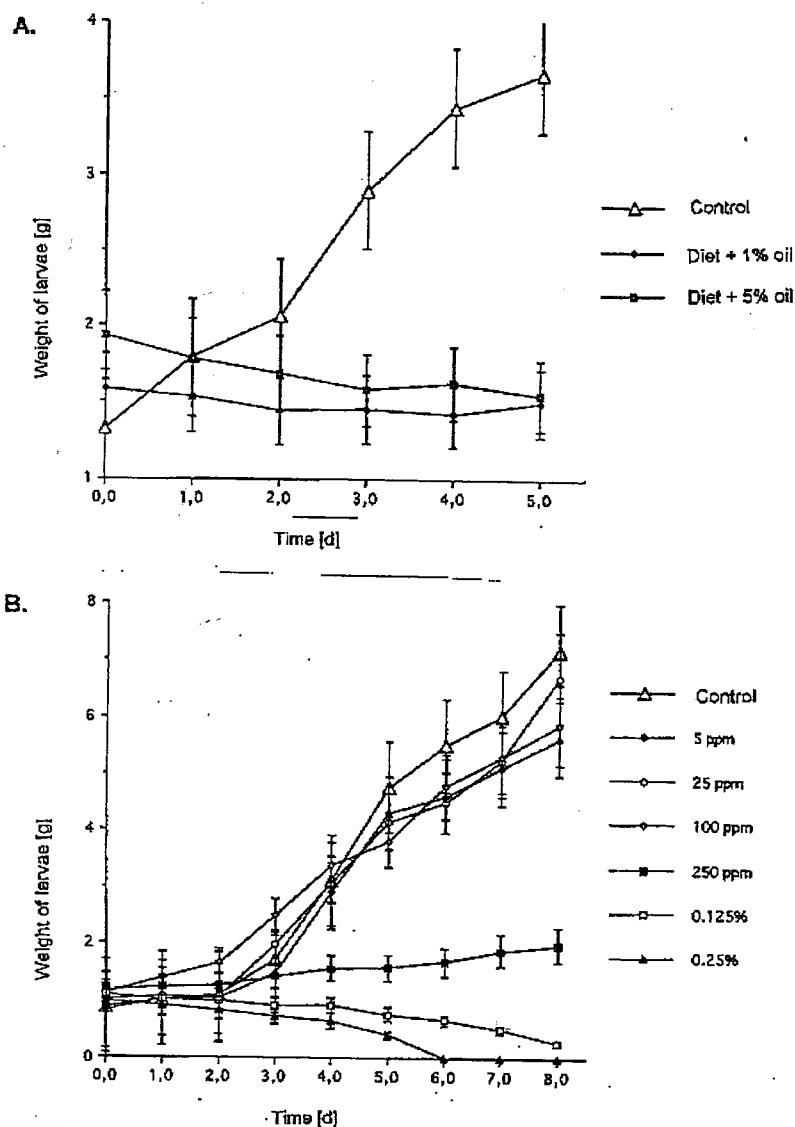 A.
4
3
2
1
Weight of larvae [g]
0,0 1,0 2,0 3,0 4,0 5,0
Time [d]
Control
Diet + 1% oil
Diet + 5% oil
B.
8
6
4
2
0
Weight of larvae [g]
0,0 1,0 2,0 3,0 4,0 5,0 6,0 7,0 8,0
Time [d]
Control
5 ppm
25 ppm
100 ppm
250 ppm
0.125%
0.25%